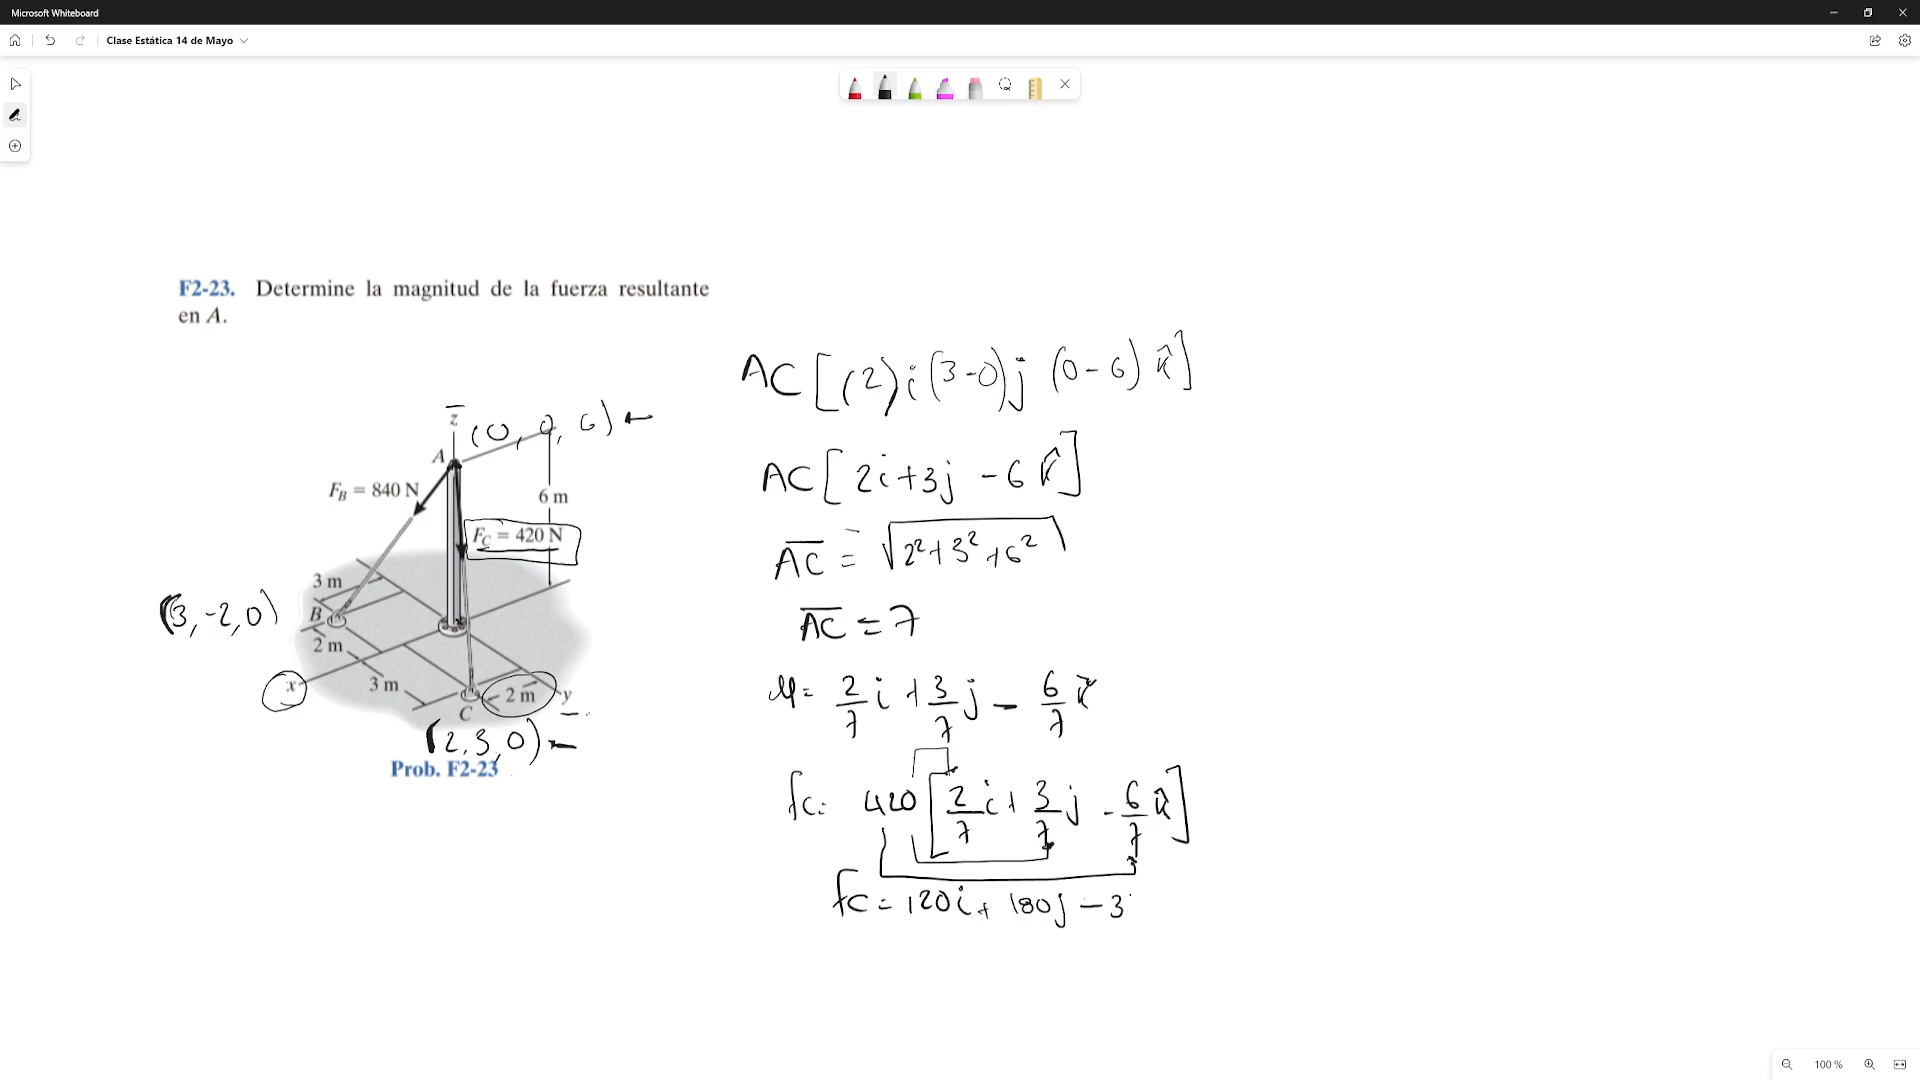 Microsoft Whiteboard
Clase Estática 14 de Mayo
F2-23. Determine la magnitud de la fuerza resultante
en A.
z
(0, 0, 6)
A
F_B = 840 N
6 m
F_C = 420 N
3 m
B
(3, -2, 0)
2 m
x
3 m
2 m
y
C
(2, 3, 0)
Prob. F2-23
AC [(2)i (3-0)j (0-6) k̂]
AC [2i+3j -6 k̂]
AC = √2²+3²+6²
AC = 7
μ = 2/7 i + 3/7 j - 6/7 k̂
fc: 420 [2/7 i + 3/7 j - 6/7 k̂]
fc = 120i + 180j - 3
100 %